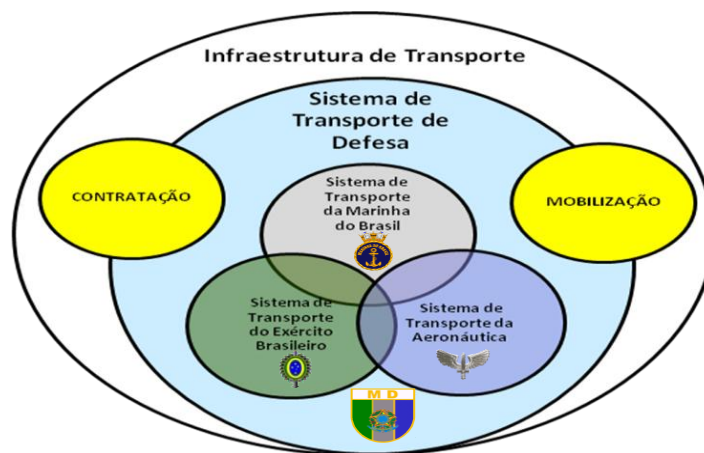 Infraestrutura de Transporte
Sistema de
Transporte de
Defesa
CONTRATAÇÃO
MOBILIZAÇÃO
Sistema de
Transporte
da Marinha
do Brasil
Sistema de
Transporte
do Exército
Brasileiro
Sistema de
Transporte da
Aeronáutica
M D